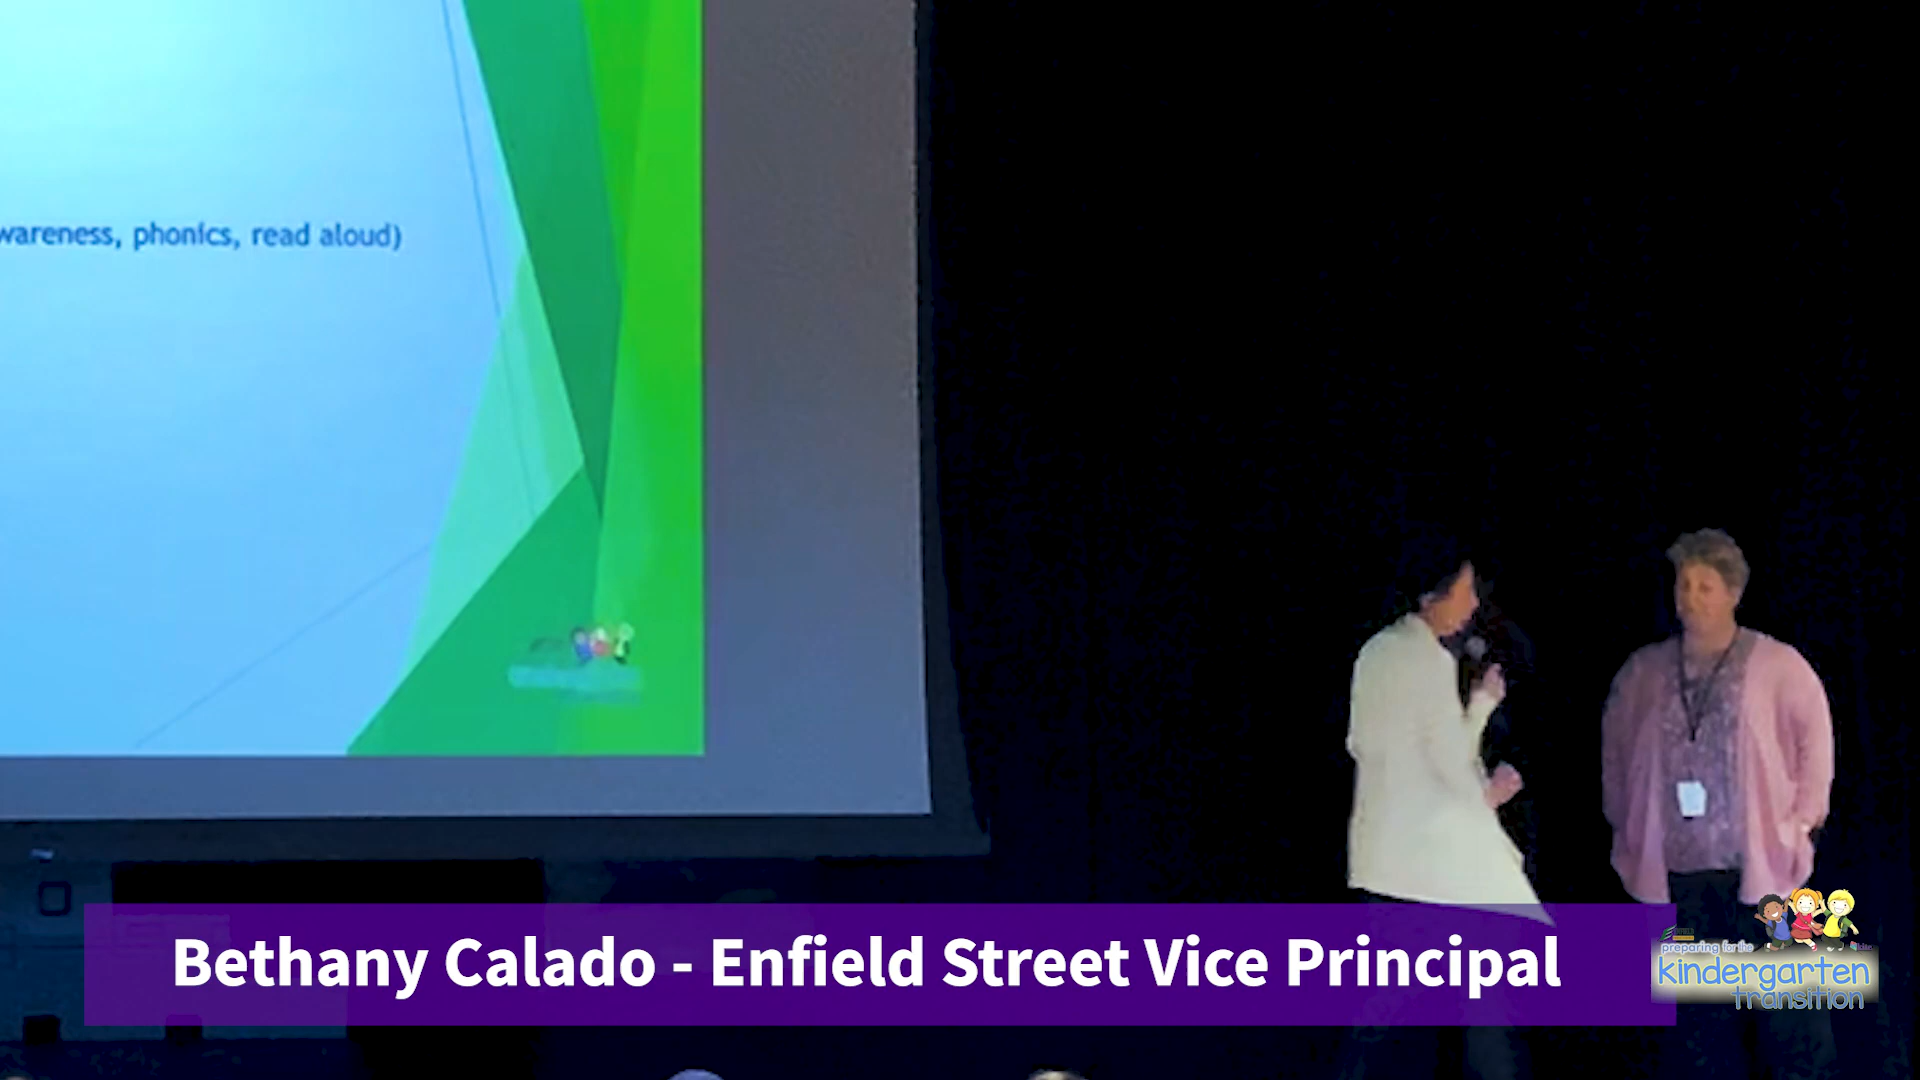 wareness, phonics, read aloud)
Bethany Calado - Enfield Street Vice Principal
preparing for the
kindergarten
transition